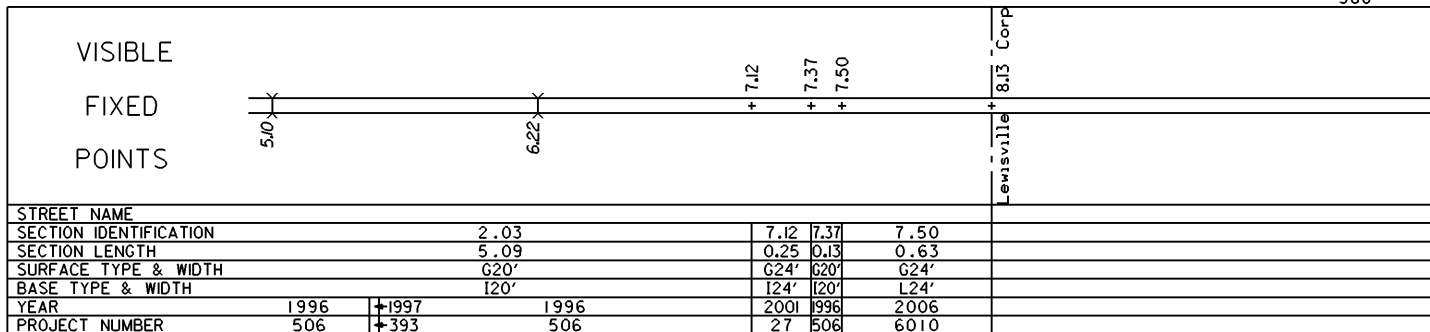 VISIBLE
FIXED
POINTS
5.10
6.22
7.12
7.37
7.50
Lewisville 8.13 Corp
STREET NAME
SECTION IDENTIFICATION 2.03 7.12 7.37 7.50
SECTION LENGTH 5.09 0.25 0.13 0.63
SURFACE TYPE & WIDTH G20' G24' G20' G24'
BASE TYPE & WIDTH I20' I24' I20' L24'
YEAR 1996 1997 1996 2001 1996 2006
PROJECT NUMBER 506 393 506 27 506 6010